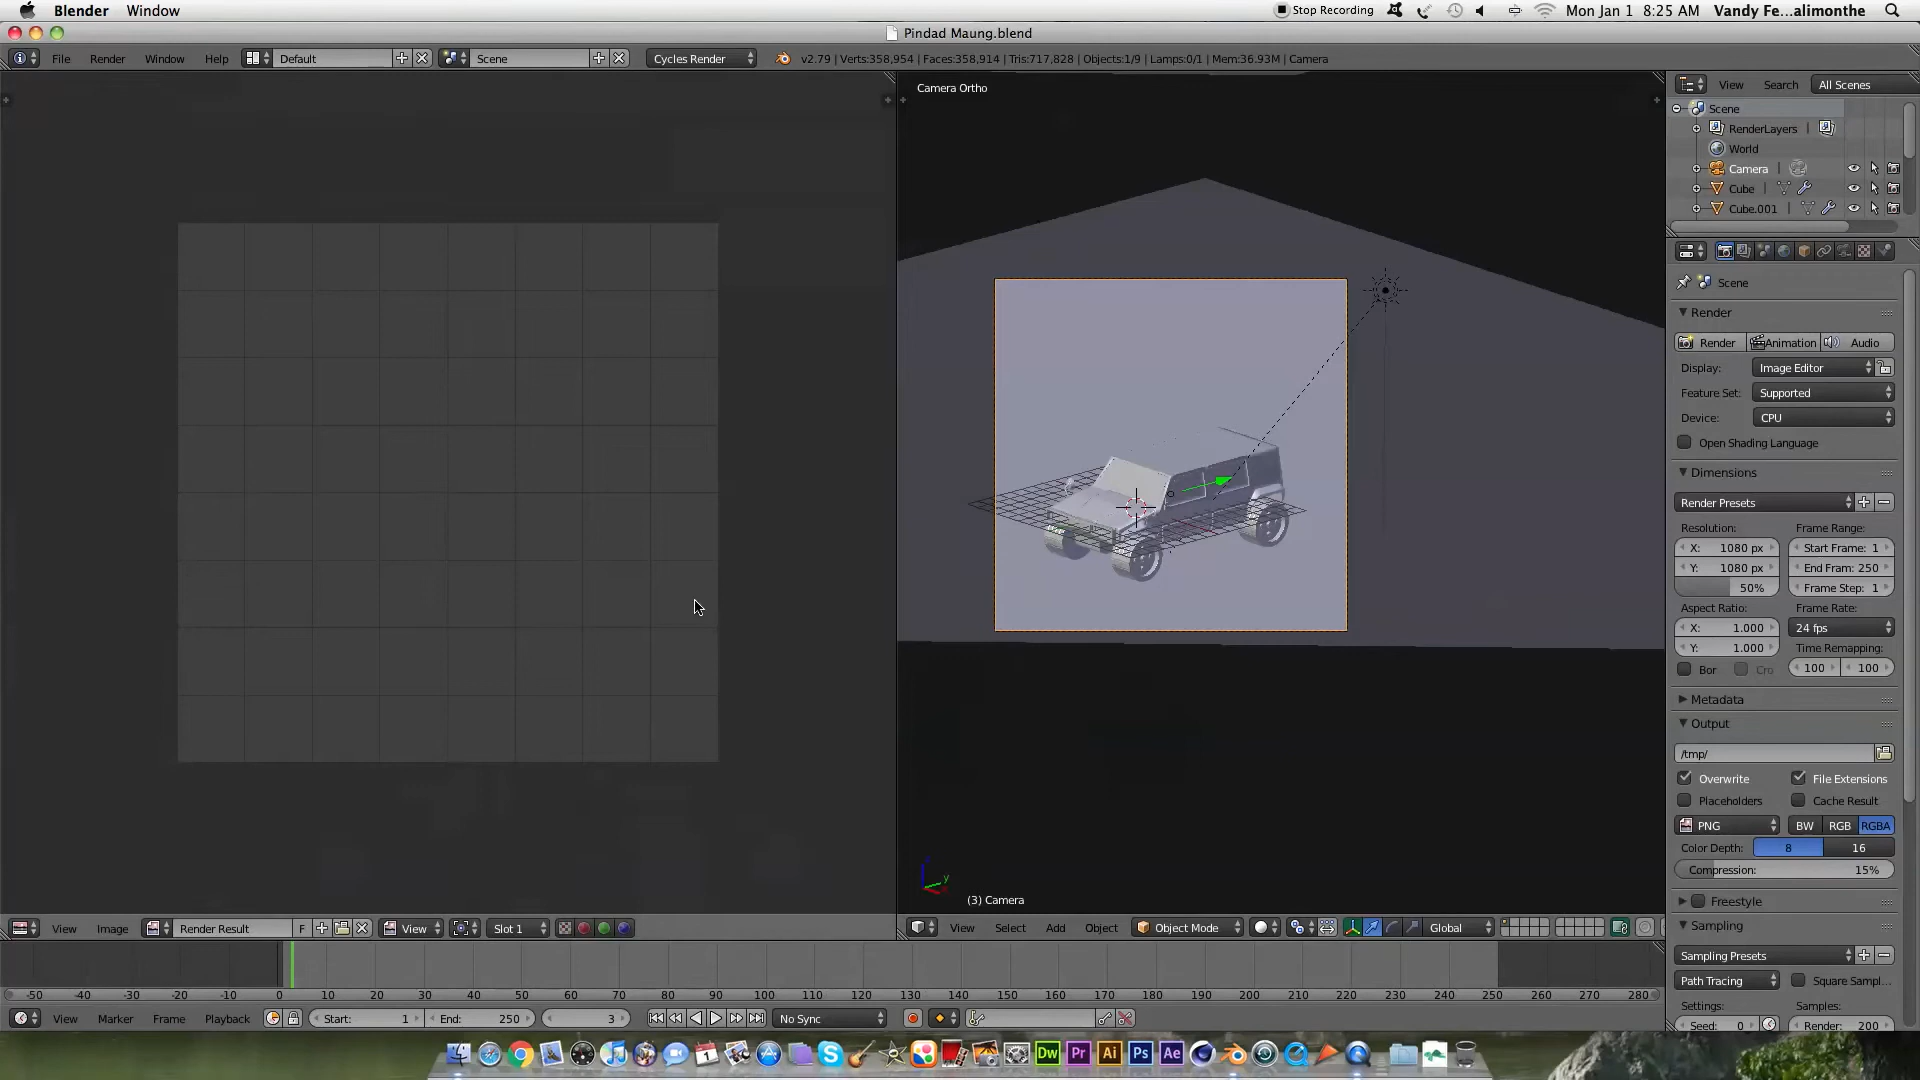 Blender Window Stop Recording Mon Jan 1 8:25 AM Vandy Fe...alimonthe
Pindad Maung.blend
File Render Window Help Default Scene Cycles Render v2.79 | Verts:358,954 | Faces:358,914 | Tris:717,828 | Objects:1/9 | Lamps:0/1 | Mem:36.93M | Camera
Camera Ortho
View Search All Scenes
Scene
RenderLayers
World
Camera
Cube
Cube.001
Scene
Render
Render Animation Audio
Display: Image Editor
Feature Set: Supported
Device: CPU
Open Shading Language
Dimensions
Render Presets
Resolution: Frame Range:
X: 1080 px Start Frame: 1
Y: 1080 px End Fram: 250
50% Frame Step: 1
Aspect Ratio: Frame Rate:
X: 1.000 24 fps
Y: 1.000 Time Remapping:
Bor Cro 100 100
Metadata
Output
/tmp/
Overwrite File Extensions
Placeholders Cache Result
PNG BW RGB RGBA
Color Depth: 8 16
Compression: 15%
Freestyle
Sampling
Sampling Presets
Path Tracing Square Sampl...
Settings: Samples:
Seed: 0 Render: 200
z y
(3) Camera
View Image Render Result F View Slot 1
View Select Add Object Object Mode Global
-50 -40 -30 -20 -10 0 10 20 30 40 50 60 70 80 90 100 110 120 130 140 150 160 170 180 190 200 210 220 230 240 250 260 270 280
View Marker Frame Playback Start: 1 End: 250 3 No Sync
1 Dw Pr Ai Ps Ae